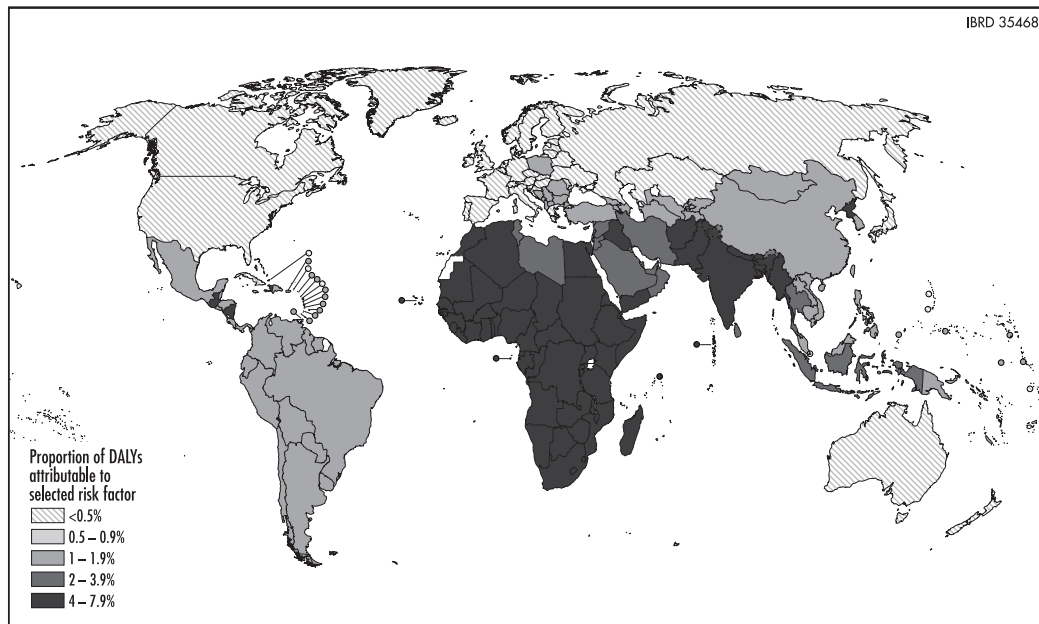 IBRD 35468
Proportion of DALYs
attributable to
selected risk factor
<0.5%
0.5 – 0.9%
1 – 1.9%
2 – 3.9%
4 – 7.9%